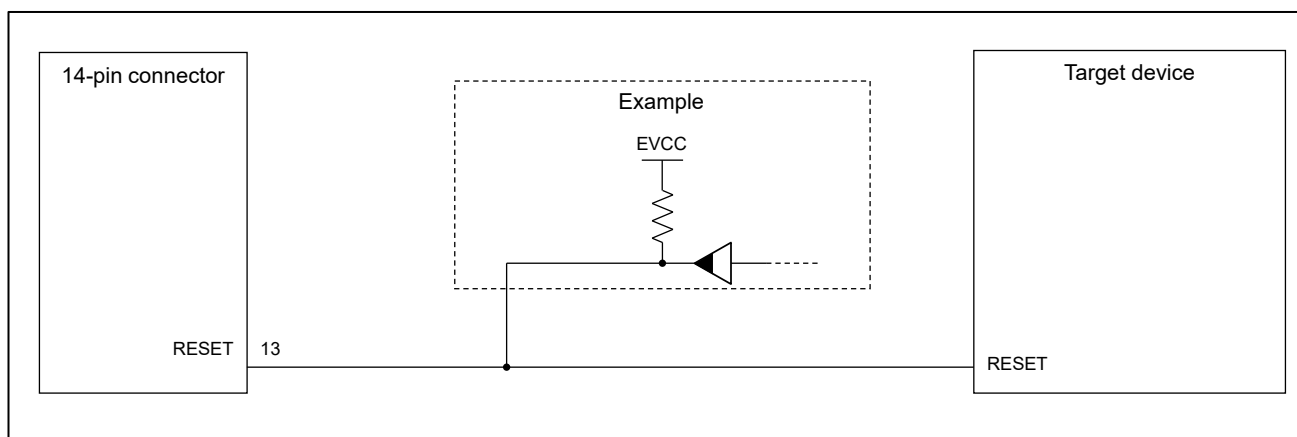 14-pin connector
Example
Target device
EVCC
RESET 13
RESET